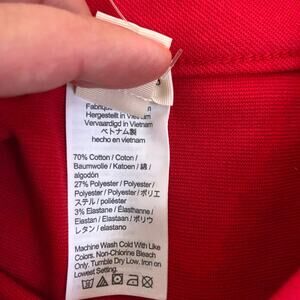 Fabriqué
Hergestellt in Vietnam
Vervaardigd in Vietnam
ベトナム製
hecho en vietnam
70% Cotton / Coton /
Baumwolle / Katoen / 綿 /
algodón
27% Polyester / Polyester /
Polyester / Polyester / ポリエ
ステル / poliéster
3% Elastane / Élasthanne /
Elastan / Elastaan / ポリウ
レタン / elastano
Machine Wash Cold With Like
Colors. Non-Chlorine Bleach
Only. Tumble Dry Low, Iron on
Lowest Setting.